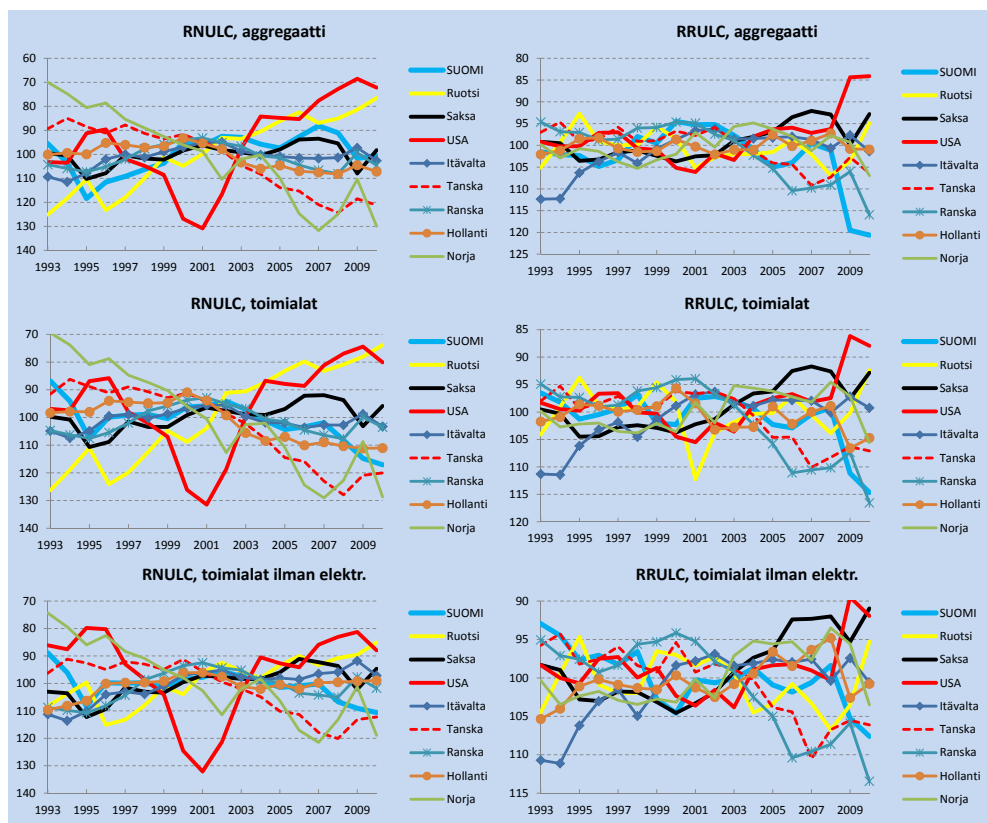 RNULC, aggregaatti
60
70
80
90
100
110
120
130
140
1993 1995 1997 1999 2001 2003 2005 2007 2009
SUOMI
Ruotsi
Saksa
USA
Itävalta
Tanska
Ranska
Hollanti
Norja
RRULC, aggregaatti
80
85
90
95
100
105
110
115
120
125
1993 1995 1997 1999 2001 2003 2005 2007 2009
SUOMI
Ruotsi
Saksa
USA
Itävalta
Tanska
Ranska
Hollanti
Norja
RNULC, toimialat
70
80
90
100
110
120
130
140
1993 1995 1997 1999 2001 2003 2005 2007 2009
SUOMI
Ruotsi
Saksa
USA
Itävalta
Tanska
Ranska
Hollanti
Norja
RRULC, toimialat
85
90
95
100
105
110
115
120
1993 1995 1997 1999 2001 2003 2005 2007 2009
SUOMI
Ruotsi
Saksa
USA
Itävalta
Tanska
Ranska
Hollanti
Norja
RNULC, toimialat ilman elektr.
70
80
90
100
110
120
130
140
1993 1995 1997 1999 2001 2003 2005 2007 2009
SUOMI
Ruotsi
Saksa
USA
Itävalta
Tanska
Ranska
Hollanti
Norja
RRULC, toimialat ilman elektr.
90
95
100
105
110
115
1993 1995 1997 1999 2001 2003 2005 2007 2009
SUOMI
Ruotsi
Saksa
USA
Itävalta
Tanska
Ranska
Hollanti
Norja